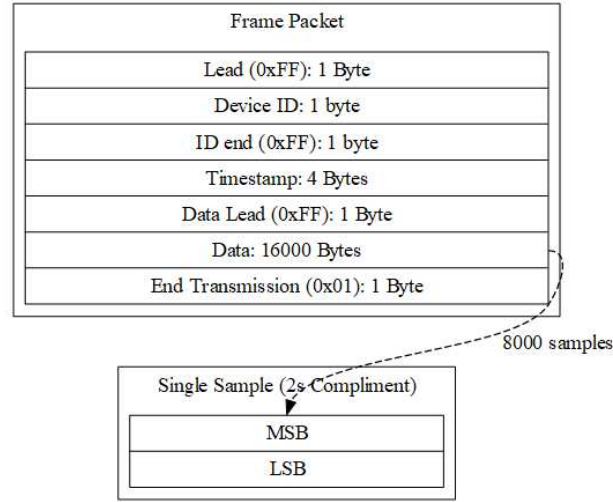 Frame Packet
Lead (0xFF): 1 Byte
Device ID: 1 byte
ID end (0xFF): 1 byte
Timestamp: 4 Bytes
Data Lead (0xFF): 1 Byte
Data: 16000 Bytes
End Transmission (0x01): 1 Byte
8000 samples
Single Sample (2s Compliment)
MSB
LSB